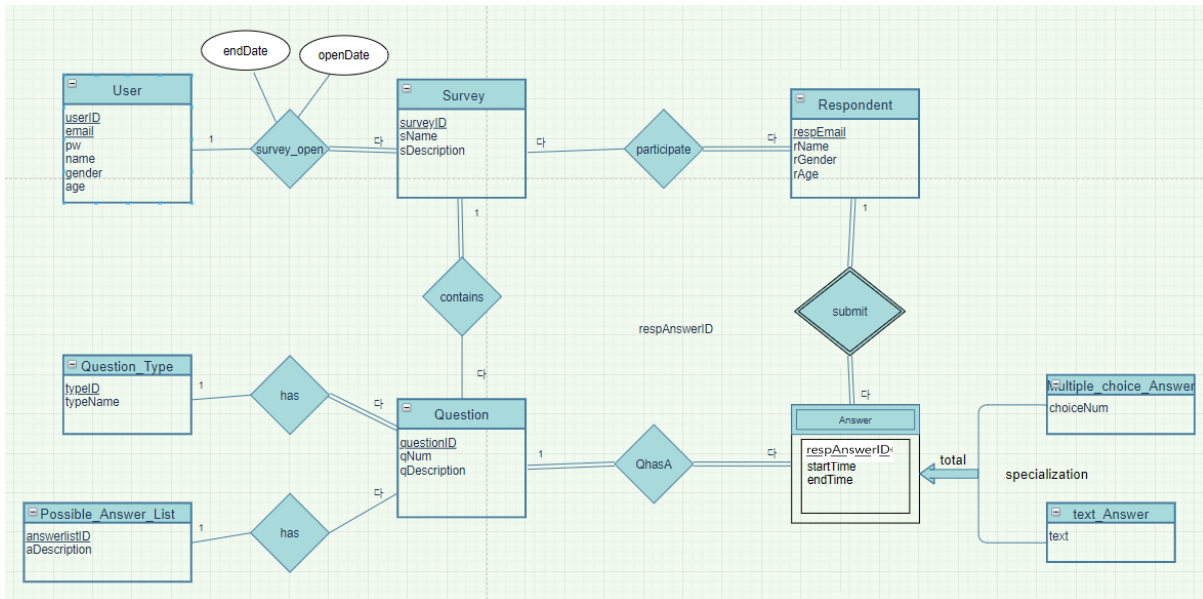 endDate
openDate
User
userID
email
pw
name
gender
age
1
survey_open
다
Survey
surveyID
sName
sDescription
다
participate
다
Respondent
respEmail
rName
rGender
rAge
1
contains
다
1
submit
다
respAnswerID
Question_Type
typeID
typeName
1
has
다
Question
questionID
qNum
qDescription
1
QhasA
다
Answer
respAnswerID
startTime
endTime
total
specialization
Multiple_choice_Answer
choiceNum
text_Answer
text
Possible_Answer_List
answerlistID
aDescription
1
has
다